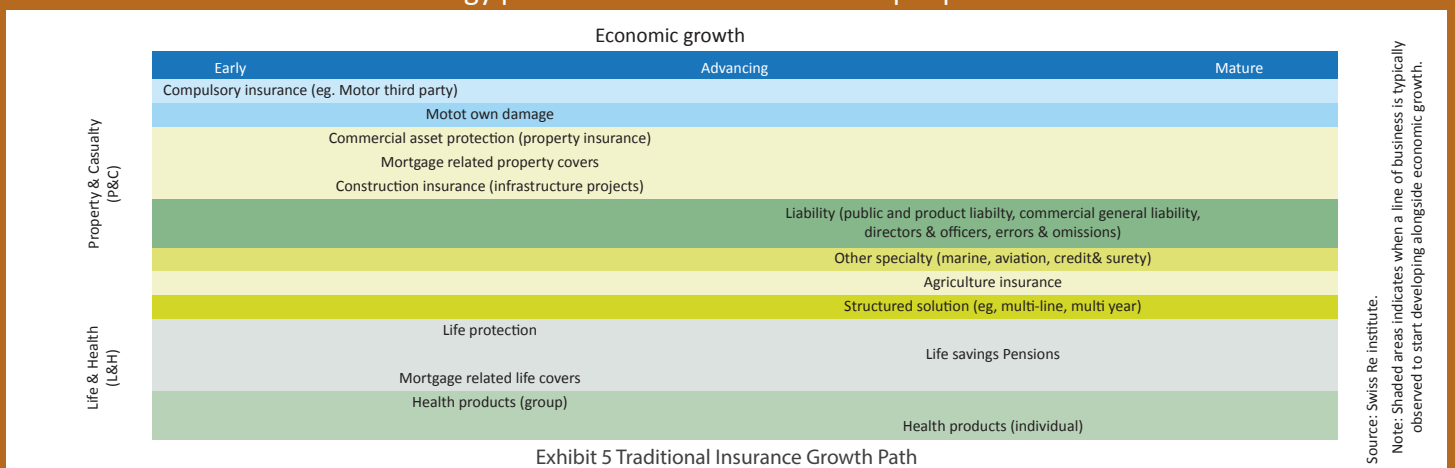 Economic growth
Early Advancing Mature
Compulsory insurance (eg. Motor third party)
Motot own damage
Commercial asset protection (property insurance)
Mortgage related property covers
Construction insurance (infrastructure projects)
Liability (public and product liabilty, commercial general liability,
directors & officers, errors & omissions)
Other specialty (marine, aviation, credit& surety)
Agriculture insurance
Structured solution (eg, multi-line, multi year)
Property & Casualty
(P&C)
Life protection
Life savings Pensions
Mortgage related life covers
Health products (group)
Health products (individual)
Life & Health
(L&H)
Source: Swiss Re institute.
Note: Shaded areas indicates when a line of business is typically
observed to start developing alongside economic growth.
Exhibit 5 Traditional Insurance Growth Path